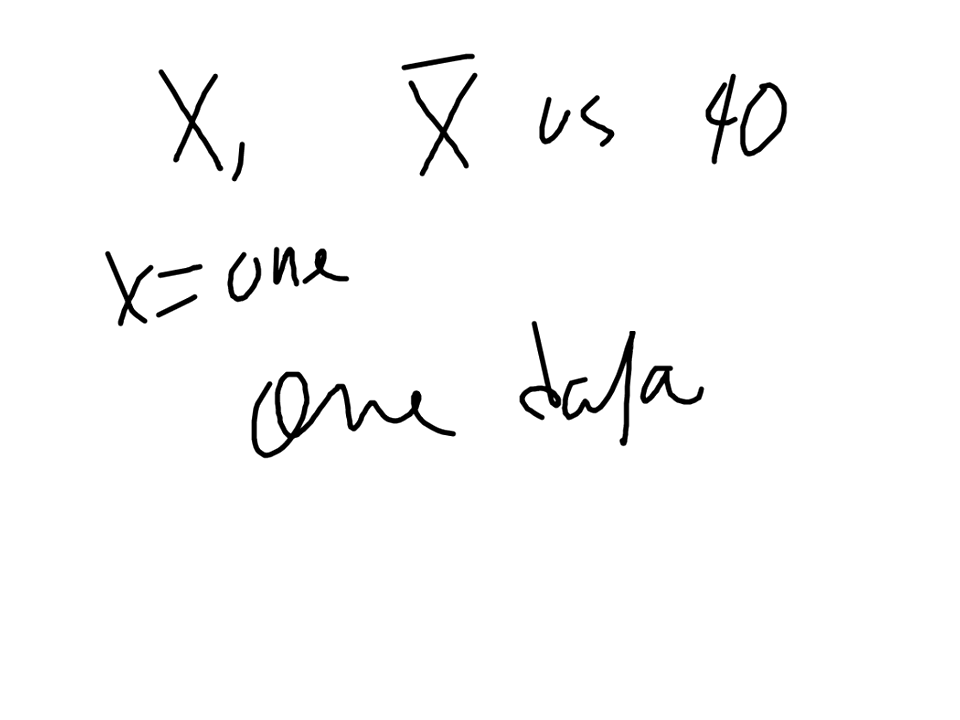 X, X̅ vs 40
x = one
one data